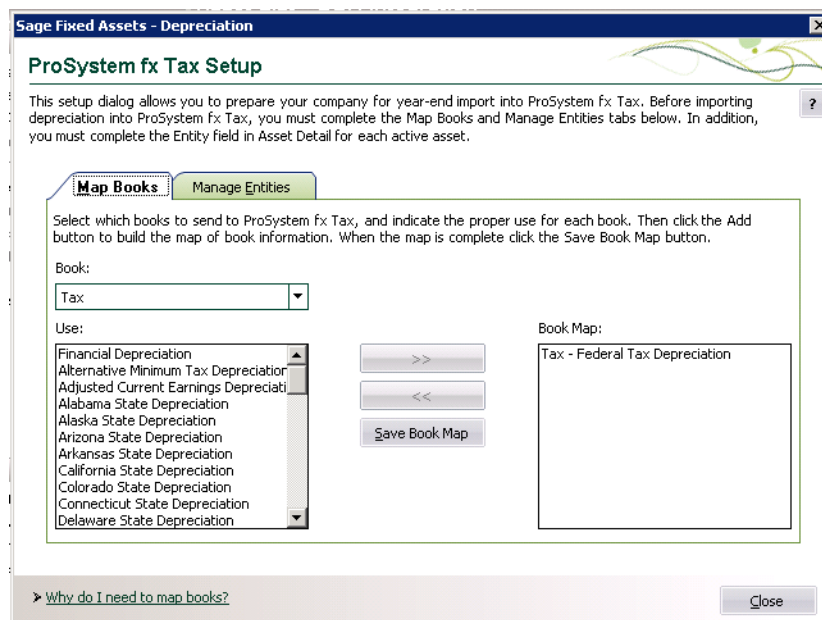 Sage Fixed Assets - Depreciation
ProSystem fx Tax Setup
This setup dialog allows you to prepare your company for year-end import into ProSystem fx Tax. Before importing
depreciation into ProSystem fx Tax, you must complete the Map Books and Manage Entities tabs below. In addition,
you must complete the Entity field in Asset Detail for each active asset.
?
Map Books
Manage Entities
Select which books to send to ProSystem fx Tax, and indicate the proper use for each book. Then click the Add
button to build the map of book information. When the map is complete click the Save Book Map button.
Book:
Tax
Use:
Financial Depreciation
Alternative Minimum Tax Depreciation
Adjusted Current Earnings Depreciati
Alabama State Depreciation
Alaska State Depreciation
Arizona State Depreciation
Arkansas State Depreciation
California State Depreciation
Colorado State Depreciation
Connecticut State Depreciation
Delaware State Depreciation
>>
<<
Save Book Map
Book Map:
Tax - Federal Tax Depreciation
Why do I need to map books?
Close